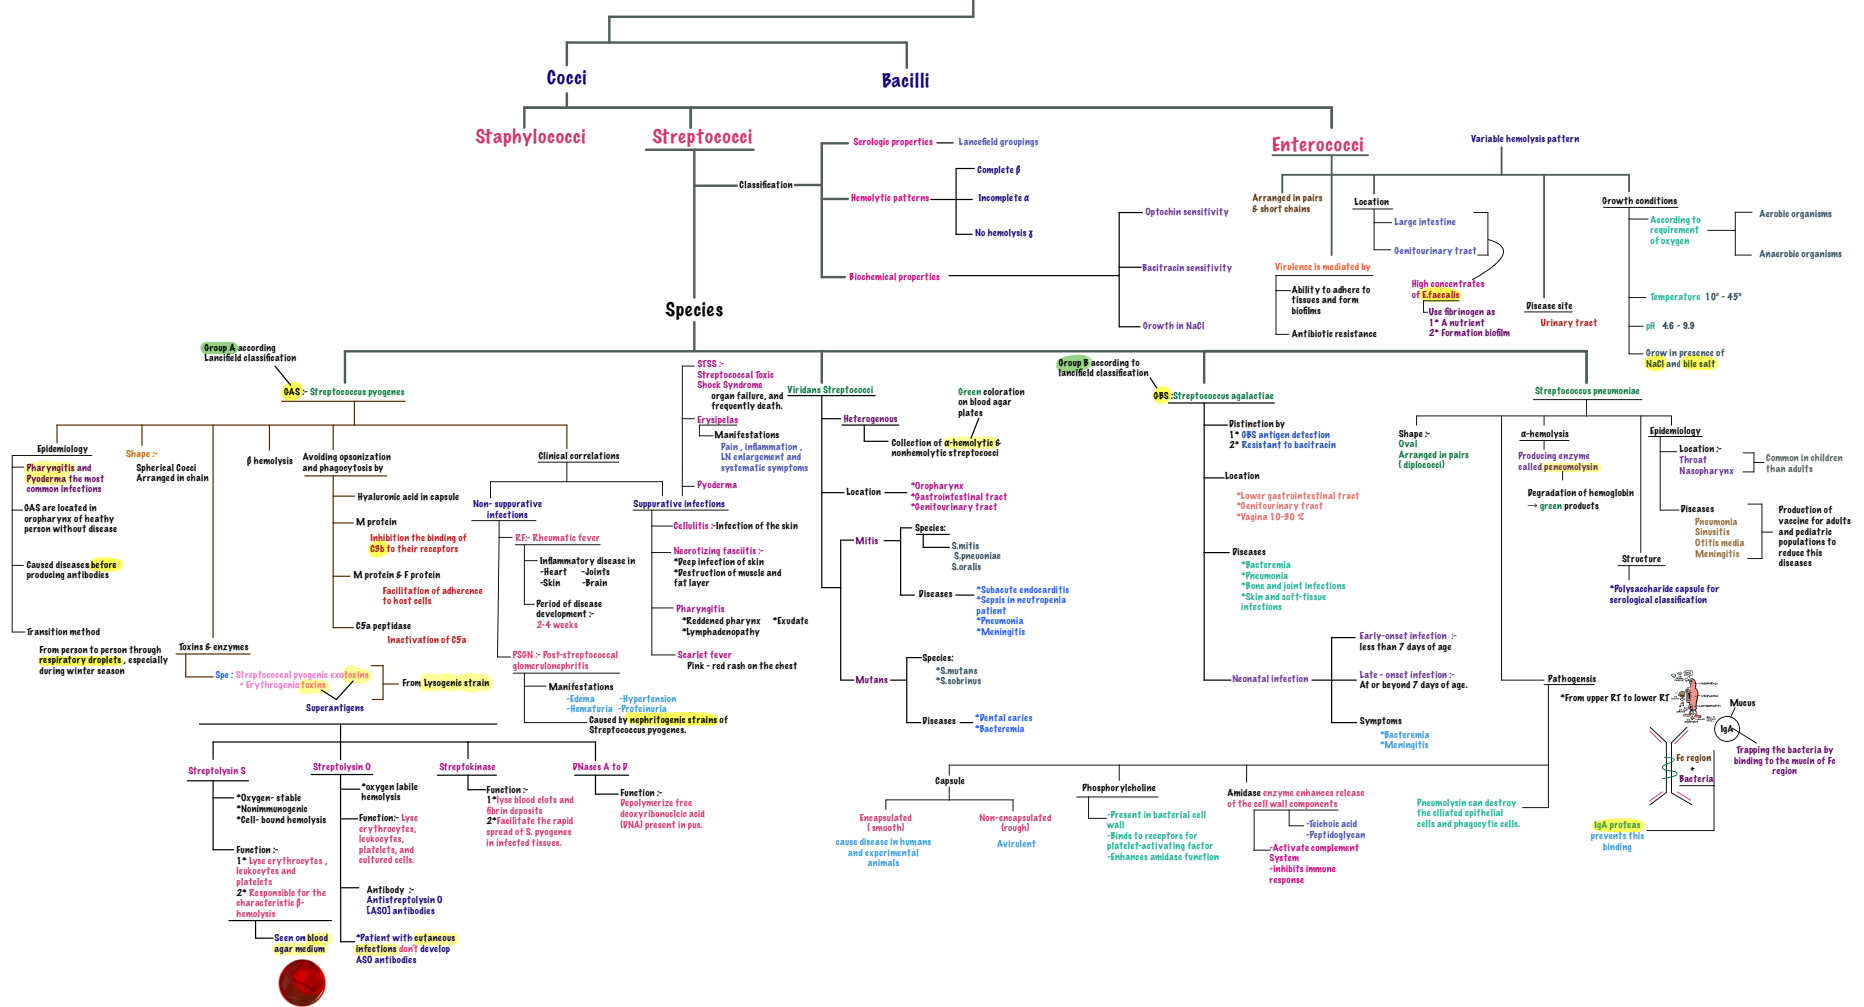 Cocci
Bacilli
Staphylococci
Streptococci
Enterococci
Classification
Serologic properties
Lancefield groupings
Hemolytic patterns
Complete β
Incomplete α
No hemolysis ɣ
Biochemical properties
Optochin sensitivity
Bacitracin sensitivity
Growth in NaCl
Arranged in pairs
& short chains
Virulence is mediated by
Ability to adhere to
tissues and form
biofilms
Antibiotic resistance
Location
Large intestine
Genitourinary tract
High concentrates
of E.faecalis
Use fibrinogen as
1* A nutrient
2* Formation biofilm
Variable hemolysis pattern
Disease site
Urinary tract
Growth conditions
According to
requirement
of oxygen
Aerobic organisms
Anaerobic organisms
Temperature 10° - 45°
pH 4.6 - 9.9
Grow in presence of
NaCl and bile salt
Species
Group A according
Lancifield classification
GAS :- Streptococcus pyogenes
Epidemiology
Pharyngitis and
Pyoderma the most
common infections
GAS are located in
oropharynx of heathy
person without disease
Caused diseases before
producing antibodies
Transition method
From person to person through
respiratory droplets , especially
during winter season
Shape :-
Spherical Cocci
Arranged in chain
Toxins & enzymes
Spe : Streptococcal pyogenic exotoxins
* Erythrogenic toxins
Superantigens
From Lysogenic strain
β hemolysis
Avoiding opsonization
and phagocytosis by
Hyaluronic acid in capsule
M protein
Inhibition the binding of
C3b to their receptors
M protein & F protein
Facilitation of adherence
to host cells
C5a peptidase
Inactivation of C5a
Clinical correlations
Non- suppurative
infections
RF:- Rheumatic fever
Inflammatory disease in
-Heart -Joints
-Skin -Brain
Period of disease
development :-
2-4 weeks
PSGN :- Post-streptococcal
glomerulonephritis
Manifestations
-Edema -Hypertension
-Hematuria -Proteinuria
Caused by nephritogenic strains of
Streptococcus pyogenes.
STSS :-
Streptococcal Toxic
Shock Syndrome
organ failure, and
frequently death.
Erysipelas
Manifestations
Pain , inflammation ,
LN enlargement and
systematic symptoms
Pyoderma
Suppurative infections
Cellulitis :-Infection of the skin
Necrotizing fasciitis :-
*Deep infection of skin
*Destruction of muscle and
fat layer
Pharyngitis
*Reddened pharynx *Exudate
*Lymphadenopathy
Scarlet fever
Pink - red rash on the chest
Streptolysin S
*Oxygen- stable
*Nonimmunogenic
*Cell- bound hemolysis
Function :-
1* Lyse erythrocytes ,
leukocytes and
platelets
2* Responsible for the
characteristic β-
hemolysis
Seen on blood
agar medium
Streptolysin O
*oxygen labile
hemolysis
Function:- Lyse
erythrocytes,
leukocytes,
platelets, and
cultured cells.
Antibody :-
Antistreptolysin O
[ASO] antibodies
*Patient with cutaneous
infections don't develop
ASO antibodies
Streptokinase
Function :-
1*lyse blood clots and
fibrin deposits
2*Facilitate the rapid
spread of S. pyogenes
in infected tissues.
DNases A to D
Function :-
Depolymerize free
deoxyribonucleic acid
(DNA) present in pus.
Viridans Streptococci
Green coloration
on blood agar
plates
Heterogenous
Collection of α-hemolytic &
nonhemolytic streptococci
Location
*Oropharynx
*Gastrointestinal tract
*Genitourinary tract
Mitis
Species:
S.mitis
S.pneuoniae
S.oralis
Diseases
*Subacute endocarditis
*Sepsis in neutropenia
patient
*Pneumonia
*Meningitis
Mutans
Species:
*S.mutans
*S.sobrinus
Diseases
*Dental caries
*Bacteremia
Group B according to
lancifield classification
GBS :Streptococcus agalactiae
Distinction by
1* GBS antigen detection
2* Resistant to bacitracin
Location
*Lower gastrointestinal tract
*Genitourinary tract
*Vagina 10-30 %
Diseases
*Bacteremia
*Pneumonia
*Bone and joint infections
*Skin and soft-tissue
infections
Neonatal infection
Early-onset infection :-
less than 7 days of age
Late - onset infection :-
At or beyond 7 days of age.
Symptoms
*Bacteremia
*Meningitis
Streptococcus pneumoniae
Shape :-
Oval
Arranged in pairs
( diplococci)
α-hemolysis
Producing enzyme
called pneumolysin
Degradation of hemoglobin
→ green products
Epidemiology
Location :-
Throat
Nasopharynx
Common in children
than adults
Diseases
Pneumonia
Sinusitis
Otitis media
Meningitis
Production of
vaccine for adults
and pediatric
populations to
reduce this
diseases
Structure
*Polysaccharide capsule for
serological classification
Pathogensis
*From upper RT to lower RT
Mucus
IgA
Trapping the bacteria by
binding to the mucin of Fc
region
Fc region
+
Bacteria
IgA proteas
prevents this
binding
Capsule
Encapsulated
( smooth)
cause disease in humans
and experimental
animals
Non-encapsulated
(rough)
Avirulent
Phosphorylcholine
-Present in bacterial cell
wall
-Binds to receptors for
platelet-activating factor
-Enhances amidase function
Amidase enzyme enhances release
of the cell wall components
-Teichoic acid
-Peptidoglycan
-Activate complement
System
-inhibits immune
response
Pneumolysin can destroy
the ciliated epithelial
cells and phagocytic cells.